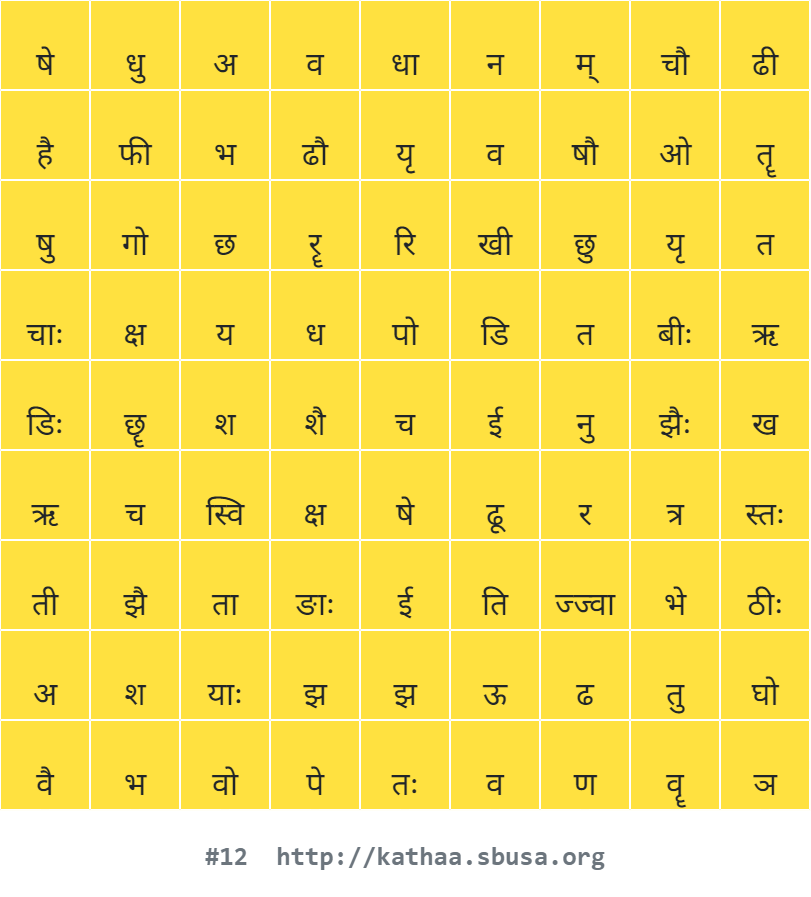 षे धु अ व धा न म् चौ ढी
है फी भ ढौ यृ व षौ ओ तॄ
षु गो छ रॄ रि खी छु यृ त
चाः क्ष य ध पो डि त बीः ऋ
डिः छॄ श शै च ई नु झैः ख
ऋ च स्वि क्ष षे ढू र त्र स्तः
ती झै ता ङाः ई ति ज्ज्वा भे ठीः
अ श याः झ झ ऊ ढ तु घो
वै भ वो पे तः व ण वॄ ञ
#12 http://kathaa.sbusa.org